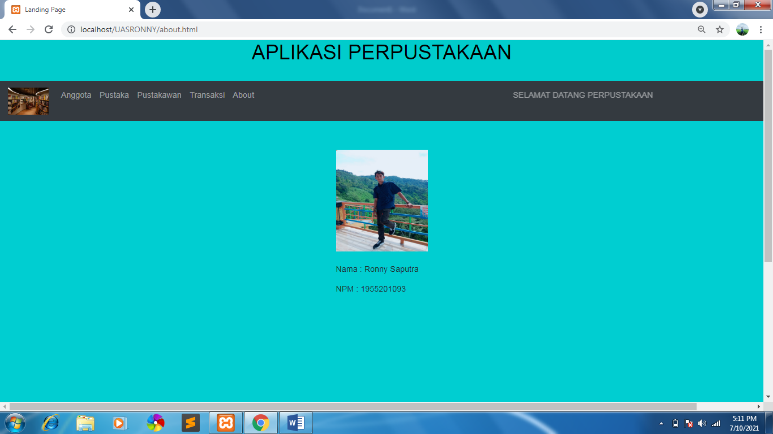 Landing Page
localhost/UASRONNY/about.html
APLIKASI PERPUSTAKAAN
Anggota Pustaka Pustakawan Transaksi About
SELAMAT DATANG PERPUSTAKAAN
Nama : Ronny Saputra
NPM : 1955201093
5:11 PM
7/10/2021